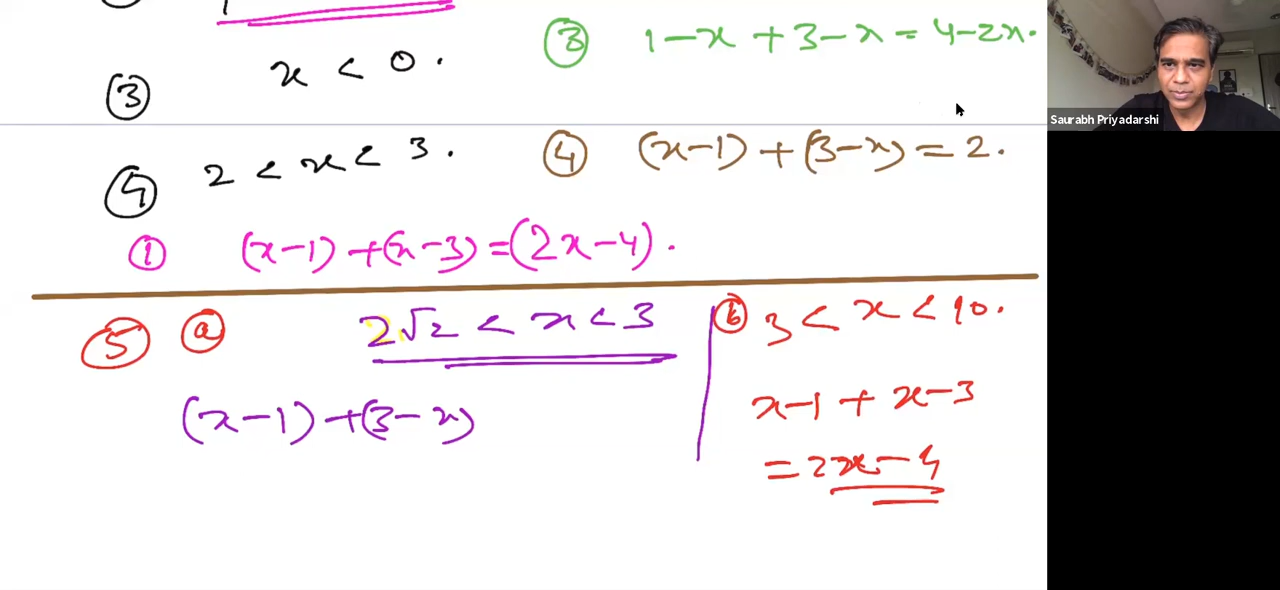 ③ x < 0.
③ 1-x + 3-x = 4-2x.
④ 2 < x < 3.
④ (x-1) + (3-x) = 2.
① (x-1) + (x-3) = (2x-4).
⑤ ⓐ 2√2 < x < 3
ⓑ 3 < x < 10.
(x-1) + (3-x)
x-1 + x-3
= 2x-4
Saurabh Priyadarshi